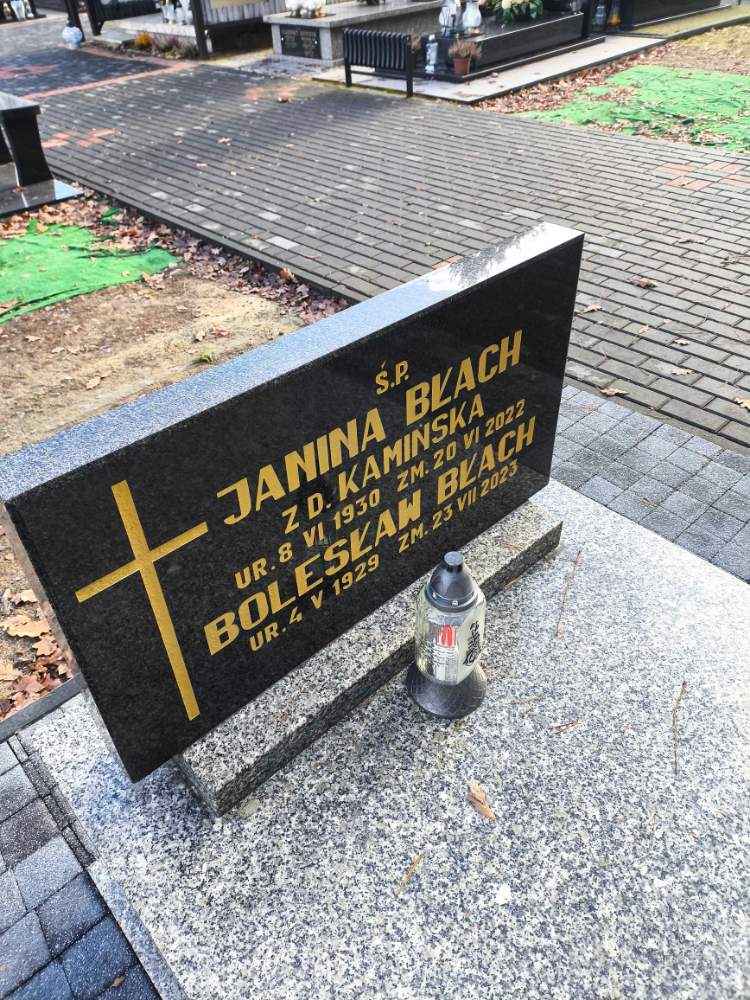 Ś.P.
JANINA BŁACH
Z D. KAMIŃSKA
UR. 8 VI 1930 ZM. 20 VI 2022
BOLESŁAW BŁACH
UR. 4 V 1929 ZM. 23 VII 2023